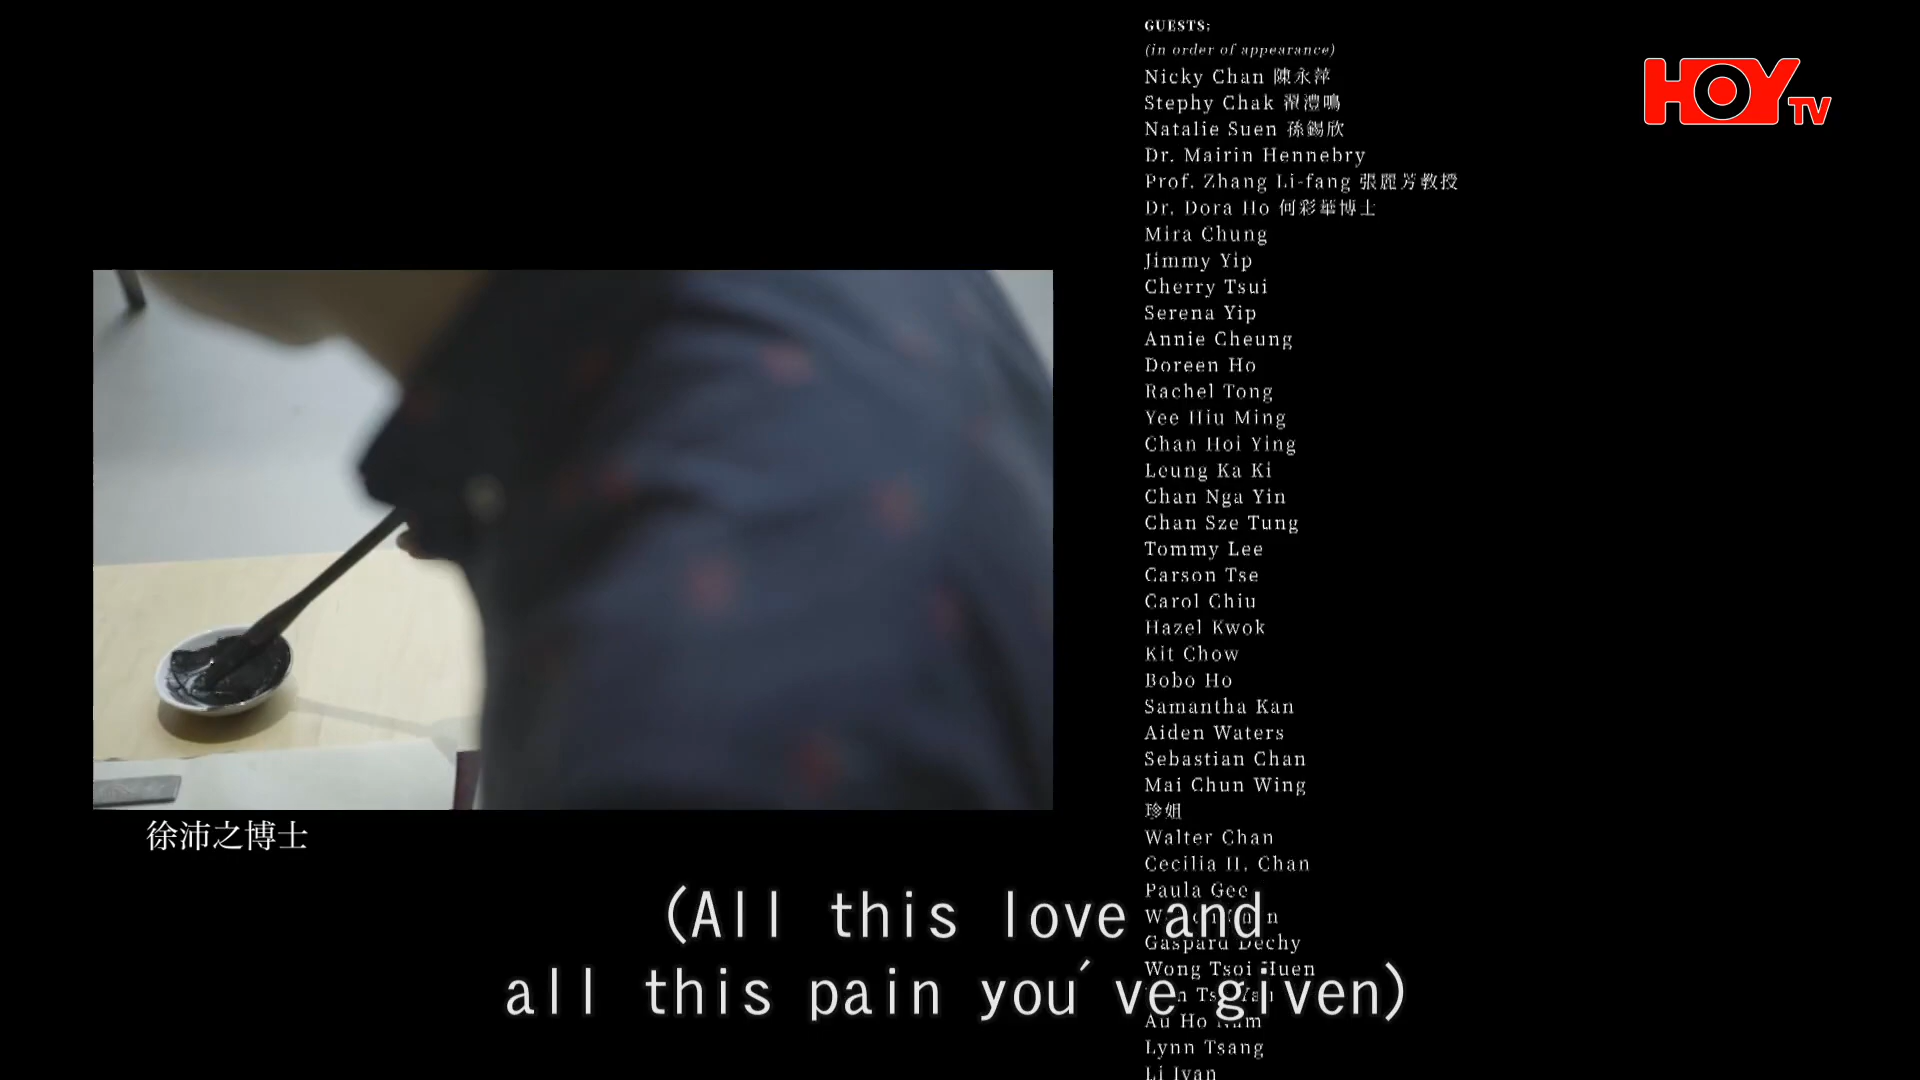 GUESTS:
(in order of appearance)
Nicky Chan 陳永萍
Stephy Chak 翟澧鳴
Natalie Suen 孫錫欣
Dr. Mairin Hennebry
Prof. Zhang Li-fang 張麗芳教授
Dr. Dora Ho 何彩華博士
Mira Chung
Jimmy Yip
Cherry Tsui
Serena Yip
Annie Cheung
Doreen Ho
Rachel Tong
Yee Hiu Ming
Chan Hoi Ying
Leung Ka Ki
Chan Nga Yin
Chan Sze Tung
Tommy Lee
Carson Tse
Carol Chiu
Hazel Kwok
Kit Chow
Bobo Ho
Samantha Kan
Aiden Waters
Sebastian Chan
Mai Chun Wing
珍姐
Walter Chan
Cecilia H. Chan
Paula Gee
Gaspard Dechy
Wong Tsoi Huen
Au Ho
Lynn Tsang
Li Ivan
HOY TV
徐沛之博士
(All this love and
all this pain you've given)